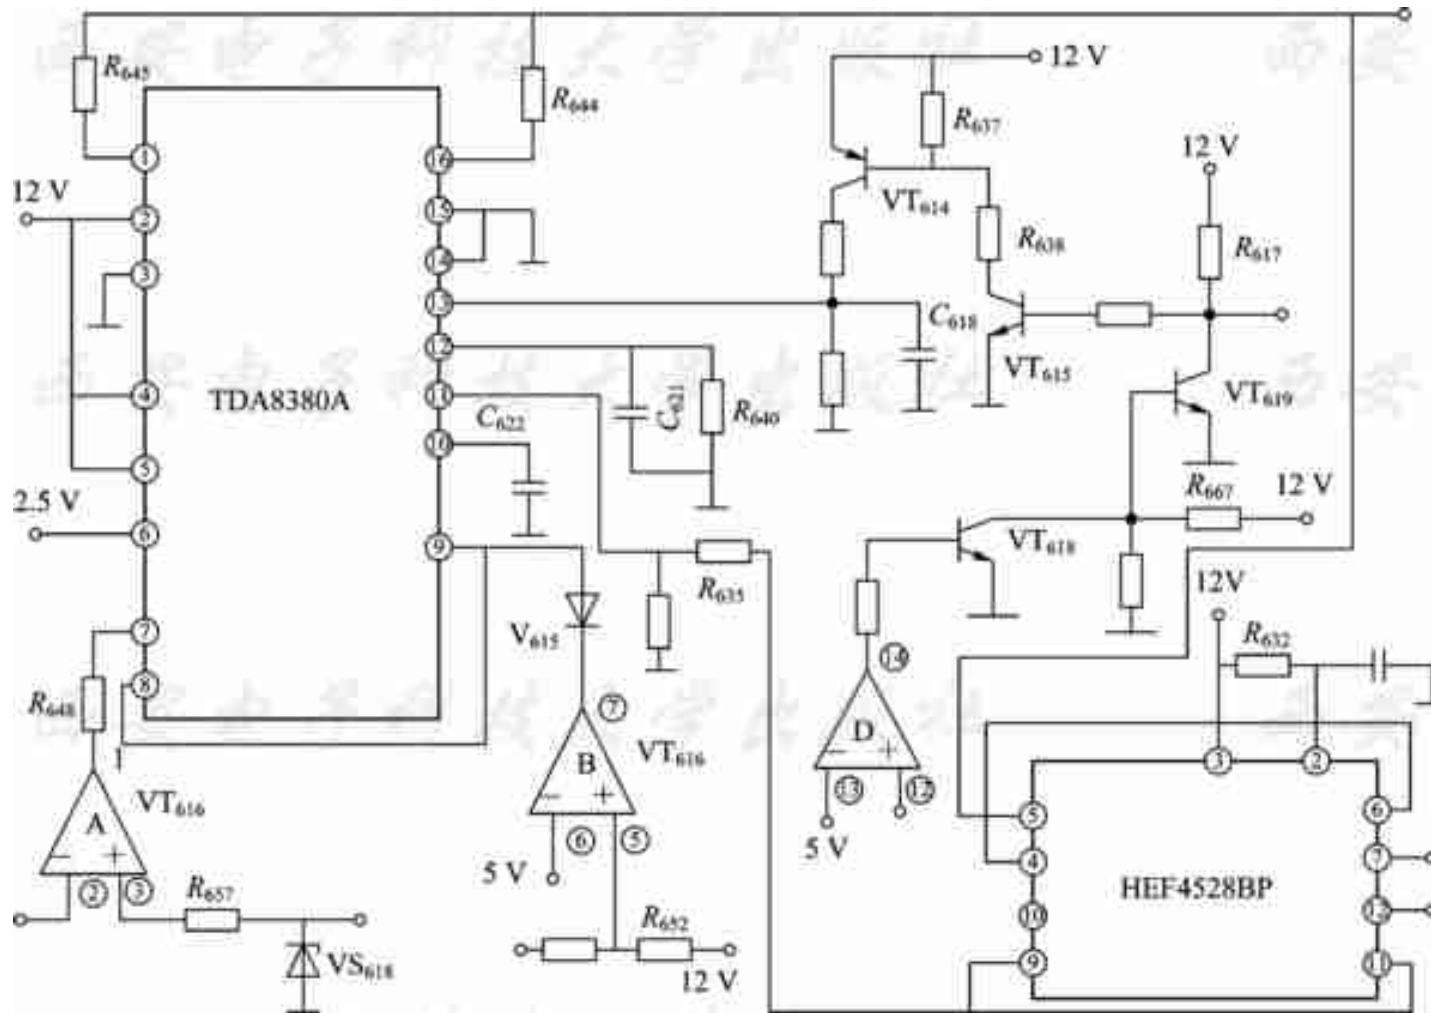 R645
R644
12 V
R637
12 V
VT614
R638
R617
12 V
① ⑯
② ⑮
③ ⑭
⑬
④ ⑫
⑪
TDA8380A
⑤ ⑩
⑥ ⑨
⑦
⑧
C622
C621
R640
C618
VT615
VT619
R667
12 V
2.5 V
VT618
R635
V615
12V
R632
R648
1
VT616
A
− +
② ③
R657
VS618
⑦
B
− +
VT616
⑥ ⑤
5 V
R652
12 V
⑭
D
− +
⑬ ⑫
5 V
③ ②
⑤ ⑥
④ ⑦
HEF4528BP
⑩
⑨ ⑪